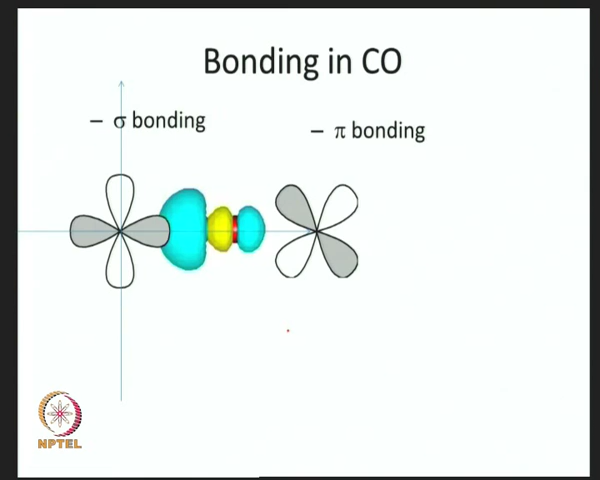 Bonding in CO
– σ bonding
– π bonding
NPTEL